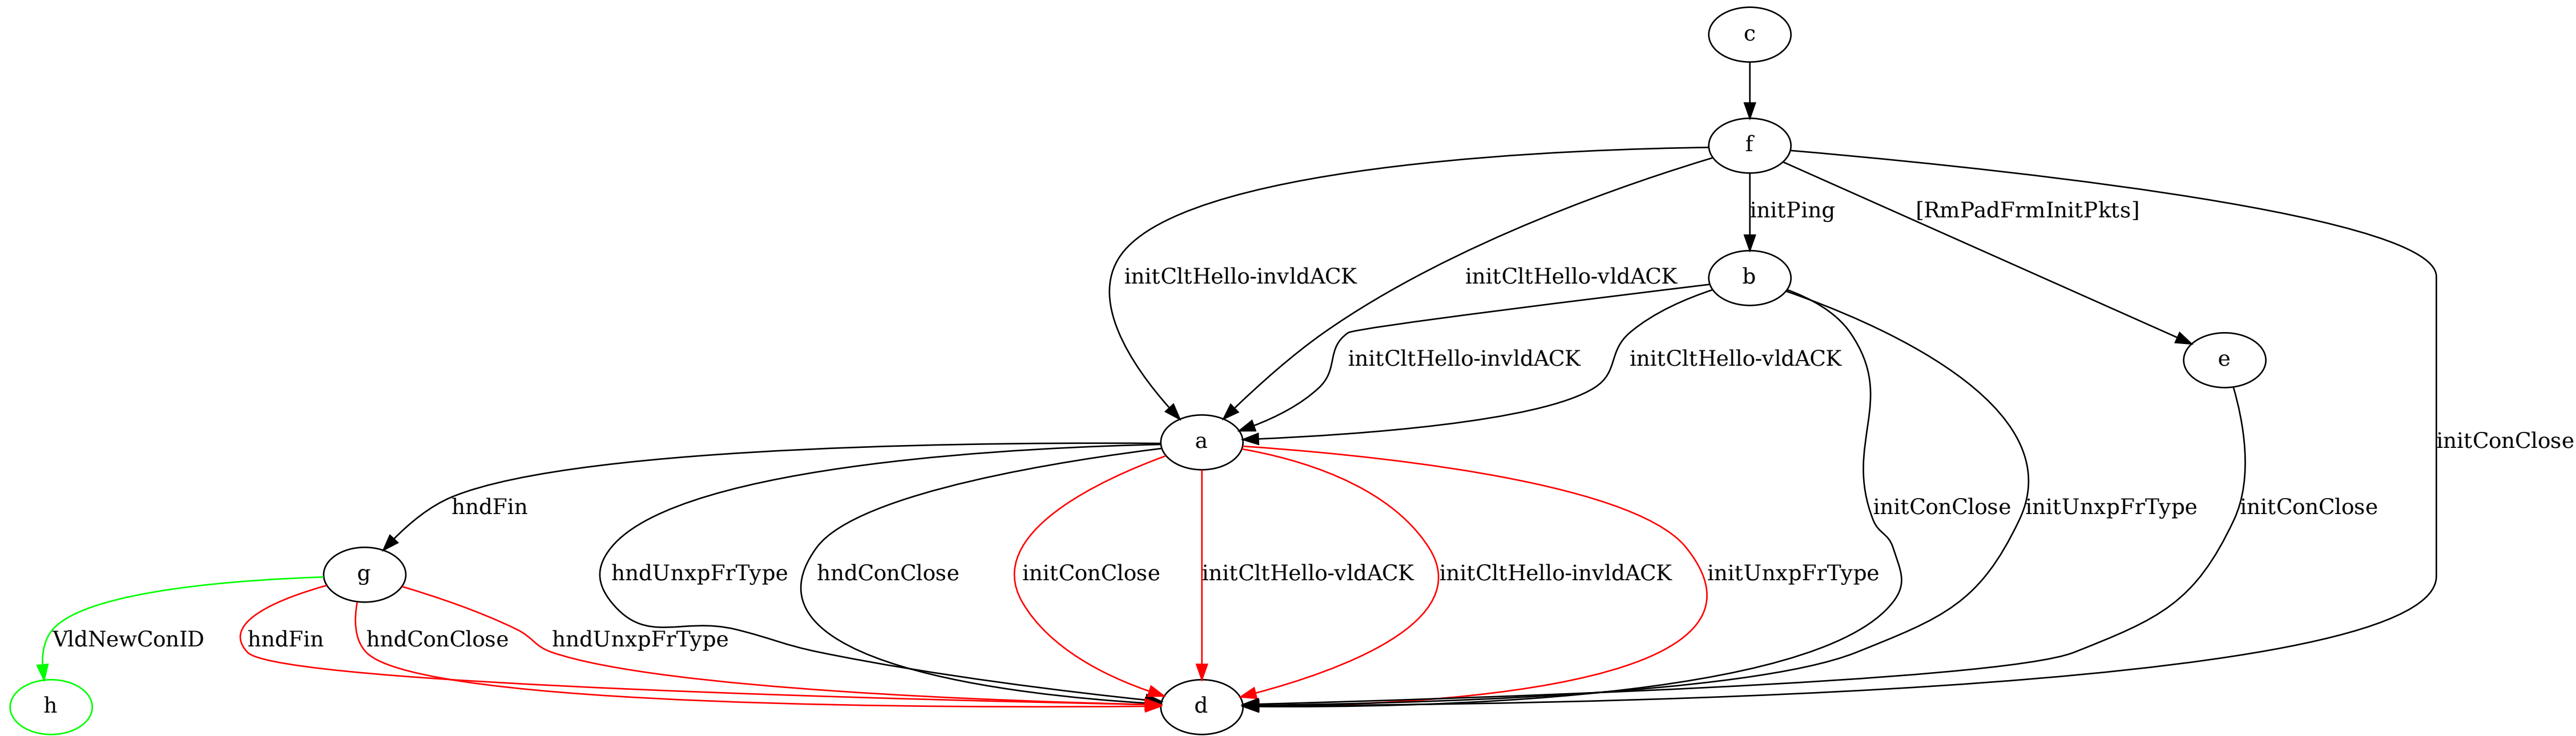 c
f
initPing
[RmPadFrmInitPkts]
initCltHello-invldACK
initCltHello-vldACK
b
initCltHello-invldACK
initCltHello-vldACK
e
a
initConClose
hndFin
initConClose
initUnxpFrType
initConClose
g
hndUnxpFrType
hndConClose
initConClose
initCltHello-vldACK
initCltHello-invldACK
initUnxpFrType
VldNewConID
hndFin
hndConClose
hndUnxpFrType
h
d